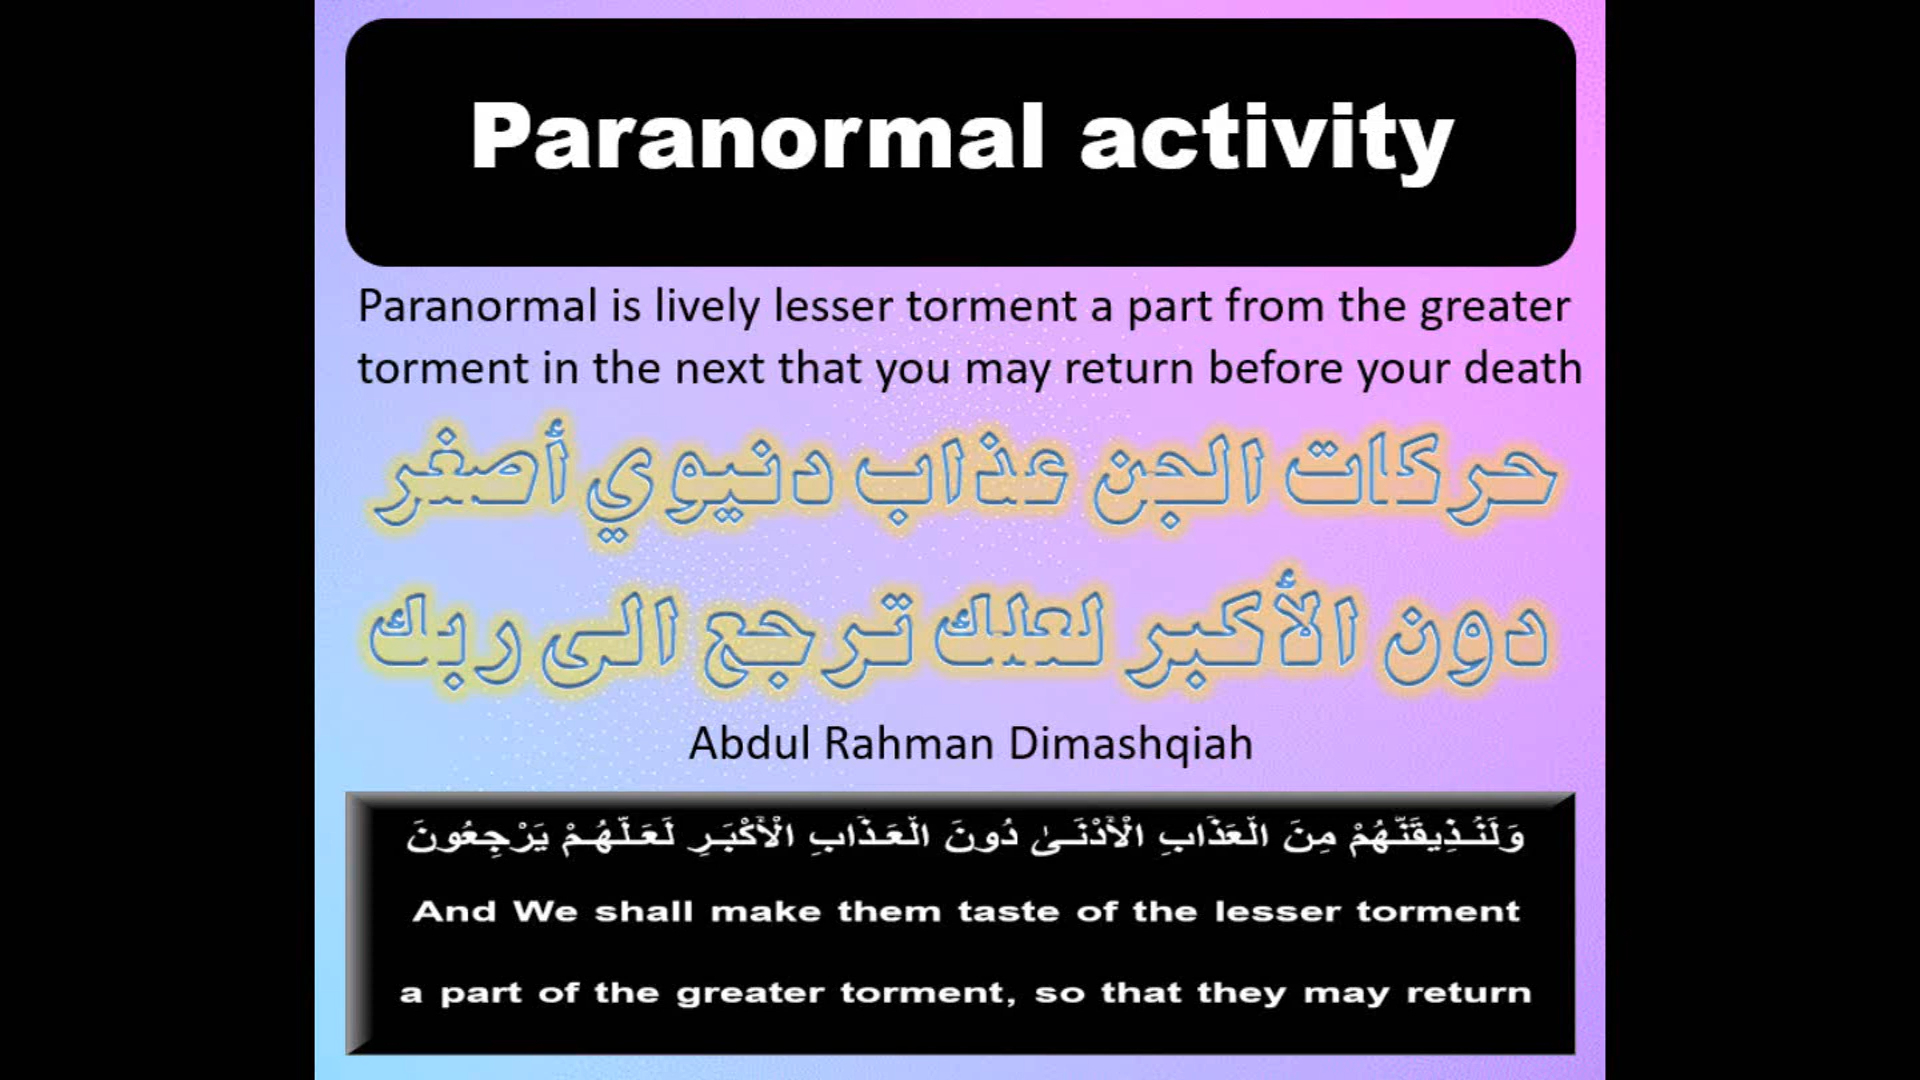 Paranormal activity
Paranormal is lively lesser torment a part from the greater
torment in the next that you may return before your death
حركات الجن عذاب دنيوي أصغر
دون الأكبر لعلك ترجع الى ربك
Abdul Rahman Dimashqiah
وَلَنُذِيقَنَّهُمْ مِنَ الْعَذَابِ الْأَدْنَىٰ دُونَ الْعَذَابِ الْأَكْبَرِ لَعَلَّهُمْ يَرْجِعُونَ
And We shall make them taste of the lesser torment
a part of the greater torment, so that they may return